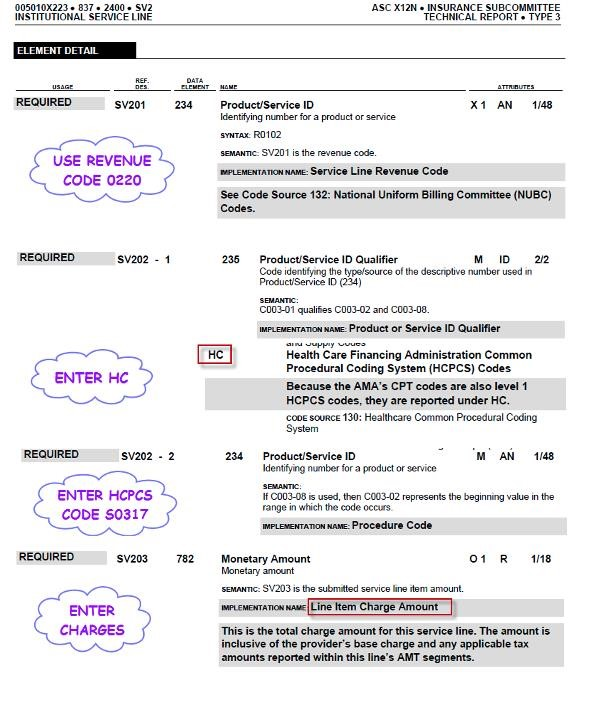 005010X223 • 837 • 2400 • SV2
INSTITUTIONAL SERVICE LINE
ASC X12N • INSURANCE SUBCOMMITTEE
TECHNICAL REPORT • TYPE 3
ELEMENT DETAIL
USAGE REF. DES. DATA ELEMENT NAME ATTRIBUTES
REQUIRED SV201 234 Product/Service ID X 1 AN 1/48
Identifying number for a product or service
SYNTAX: R0102
SEMANTIC: SV201 is the revenue code.
IMPLEMENTATION NAME: Service Line Revenue Code
See Code Source 132: National Uniform Billing Committee (NUBC)
Codes.
USE REVENUE
CODE 0220
REQUIRED SV202 - 1 235 Product/Service ID Qualifier M ID 2/2
Code identifying the type/source of the descriptive number used in
Product/Service ID (234)
SEMANTIC:
C003-01 qualifies C003-02 and C003-08.
IMPLEMENTATION NAME: Product or Service ID Qualifier
and Supply Codes
HC Health Care Financing Administration Common
Procedural Coding System (HCPCS) Codes
ENTER HC
Because the AMA's CPT codes are also level 1
HCPCS codes, they are reported under HC.
CODE SOURCE 130: Healthcare Common Procedural Coding
System
REQUIRED SV202 - 2 234 Product/Service ID M AN 1/48
Identifying number for a product or service
SEMANTIC:
If C003-08 is used, then C003-02 represents the beginning value in the
range in which the code occurs.
IMPLEMENTATION NAME: Procedure Code
ENTER HCPCS
CODE S0317
REQUIRED SV203 782 Monetary Amount O 1 R 1/18
Monetary amount
SEMANTIC: SV203 is the submitted service line item amount.
IMPLEMENTATION NAME: Line Item Charge Amount
ENTER
CHARGES
This is the total charge amount for this service line. The amount is
inclusive of the provider's base charge and any applicable tax
amounts reported within this line's AMT segments.